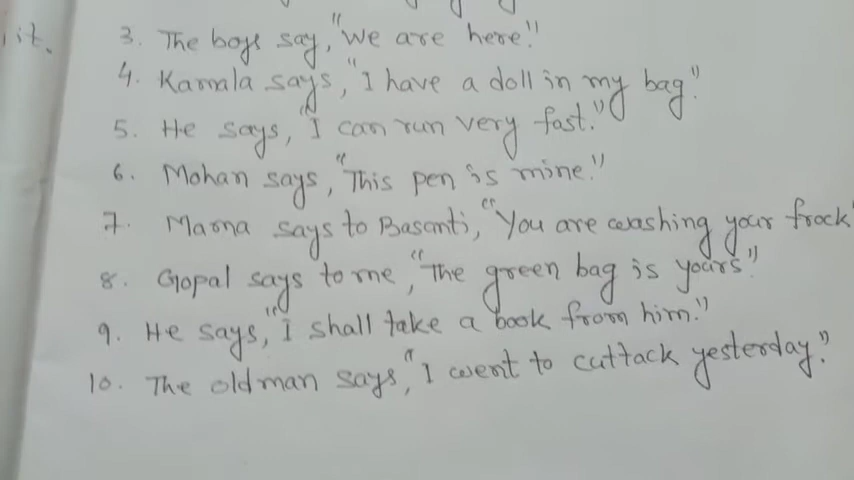 it.
3. The boys say, "We are here."
4. Kamala says, "I have a doll in my bag."
5. He says, "I can run very fast."
6. Mohan says, "This pen is mine."
7. Mama says to Basanti, "You are washing your frock"
8. Gopal says to me, "The green bag is yours."
9. He says, "I shall take a book from him."
10. The old man says, "I went to cuttack yesterday."